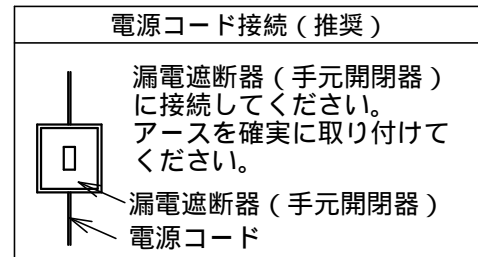 電源コード接続（推奨）
漏電遮断器（手元開閉器）
に接続してください。
アースを確実に取り付けて
ください。
漏電遮断器（手元開閉器）
電源コード